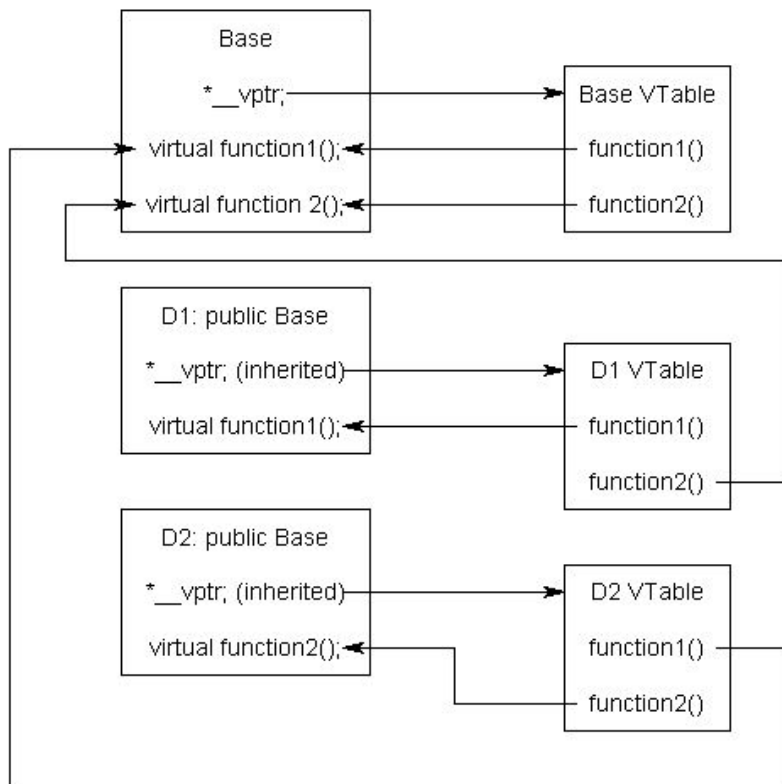 Base
*__vptr;
virtual function1();
virtual function 2();
Base VTable
function1()
function2()
D1: public Base
*__vptr; (inherited)
virtual function1();
D1 VTable
function1()
function2()
D2: public Base
*__vptr; (inherited)
virtual function2();
D2 VTable
function1()
function2()